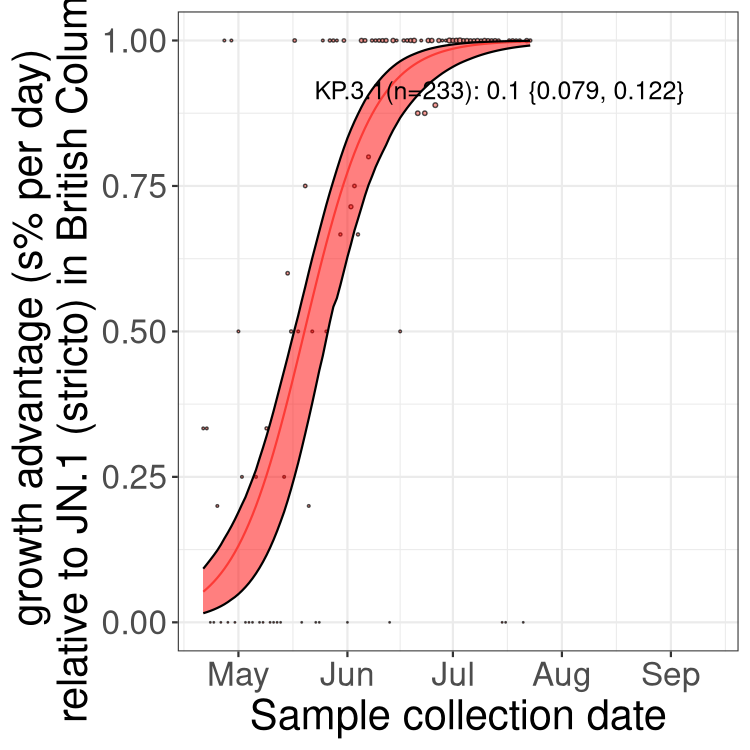 growth advantage (s% per day)
relative to JN.1 (stricto) in British Colum
1.00
0.75
0.50
0.25
0.00
KP.3.1(n=233): 0.1 {0.079, 0.122}
May Jun Jul Aug Sep
Sample collection date